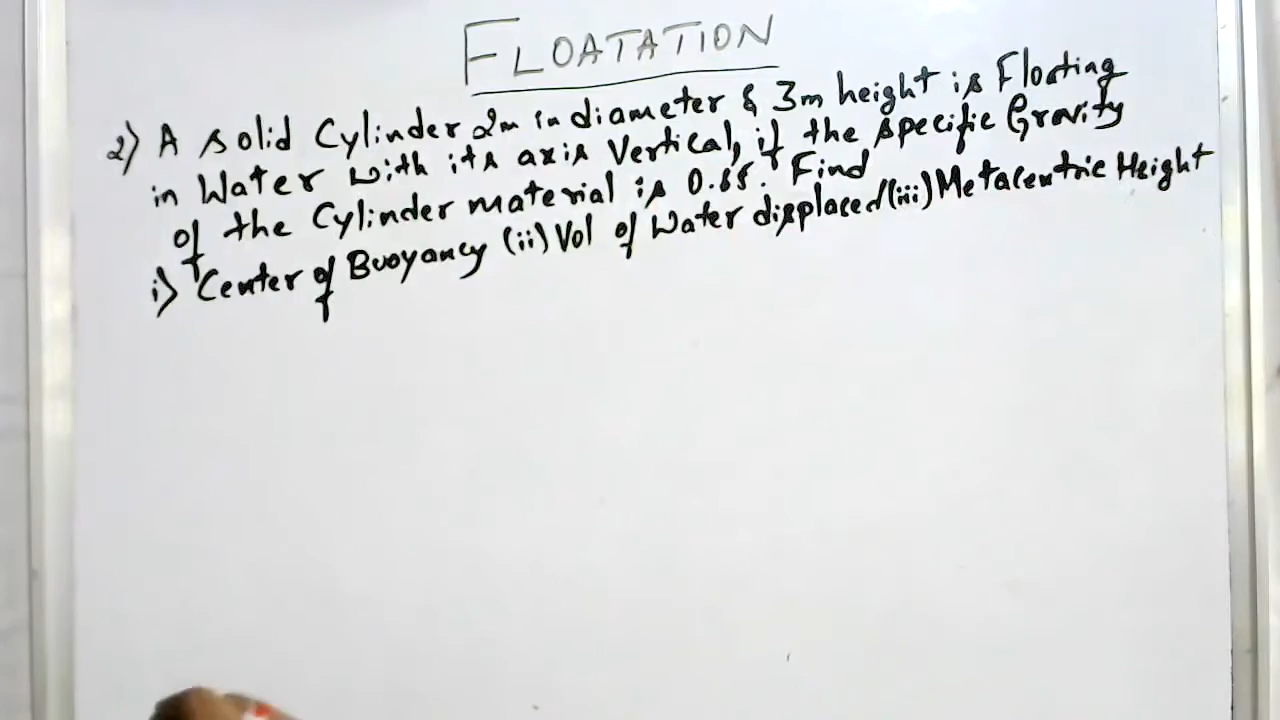 FLOATATION
2) A solid Cylinder 2m in diameter & 3m height is Floating
in Water with its axis Vertical, if the specific Gravity
of the Cylinder material is 0.65. Find
i) Center of Buoyancy (ii) Vol of Water displaced (iii) Metacentric Height